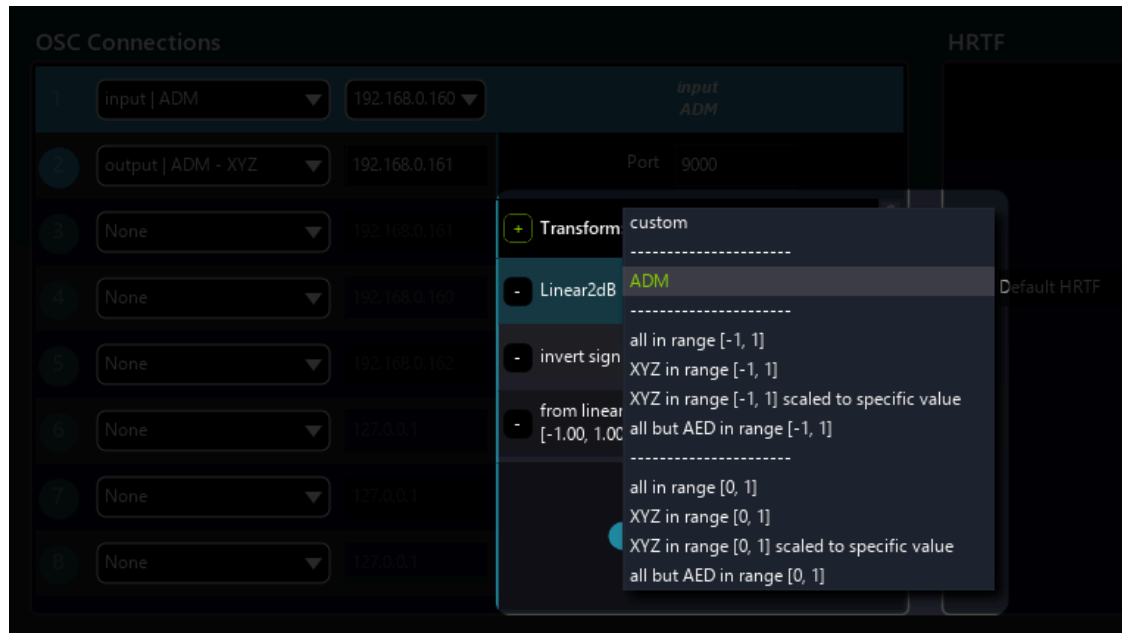 OSC Connections
HRTF
1
input | ADM
192.168.0.160
input
ADM
2
output | ADM - XYZ
192.168.0.161
Port
9000
3
None
192.168.0.161
+
Transform
4
None
192.168.0.160
-
Linear2dB
5
None
192.168.0.162
-
invert sign
6
None
127.0.0.1
-
from linear
[-1.00, 1.00
7
None
127.0.0.1
8
None
127.0.0.1
custom
----------------------
ADM
----------------------
all in range [-1, 1]
XYZ in range [-1, 1]
XYZ in range [-1, 1] scaled to specific value
all but AED in range [-1, 1]
----------------------
all in range [0, 1]
XYZ in range [0, 1]
XYZ in range [0, 1] scaled to specific value
all but AED in range [0, 1]
Default HRTF